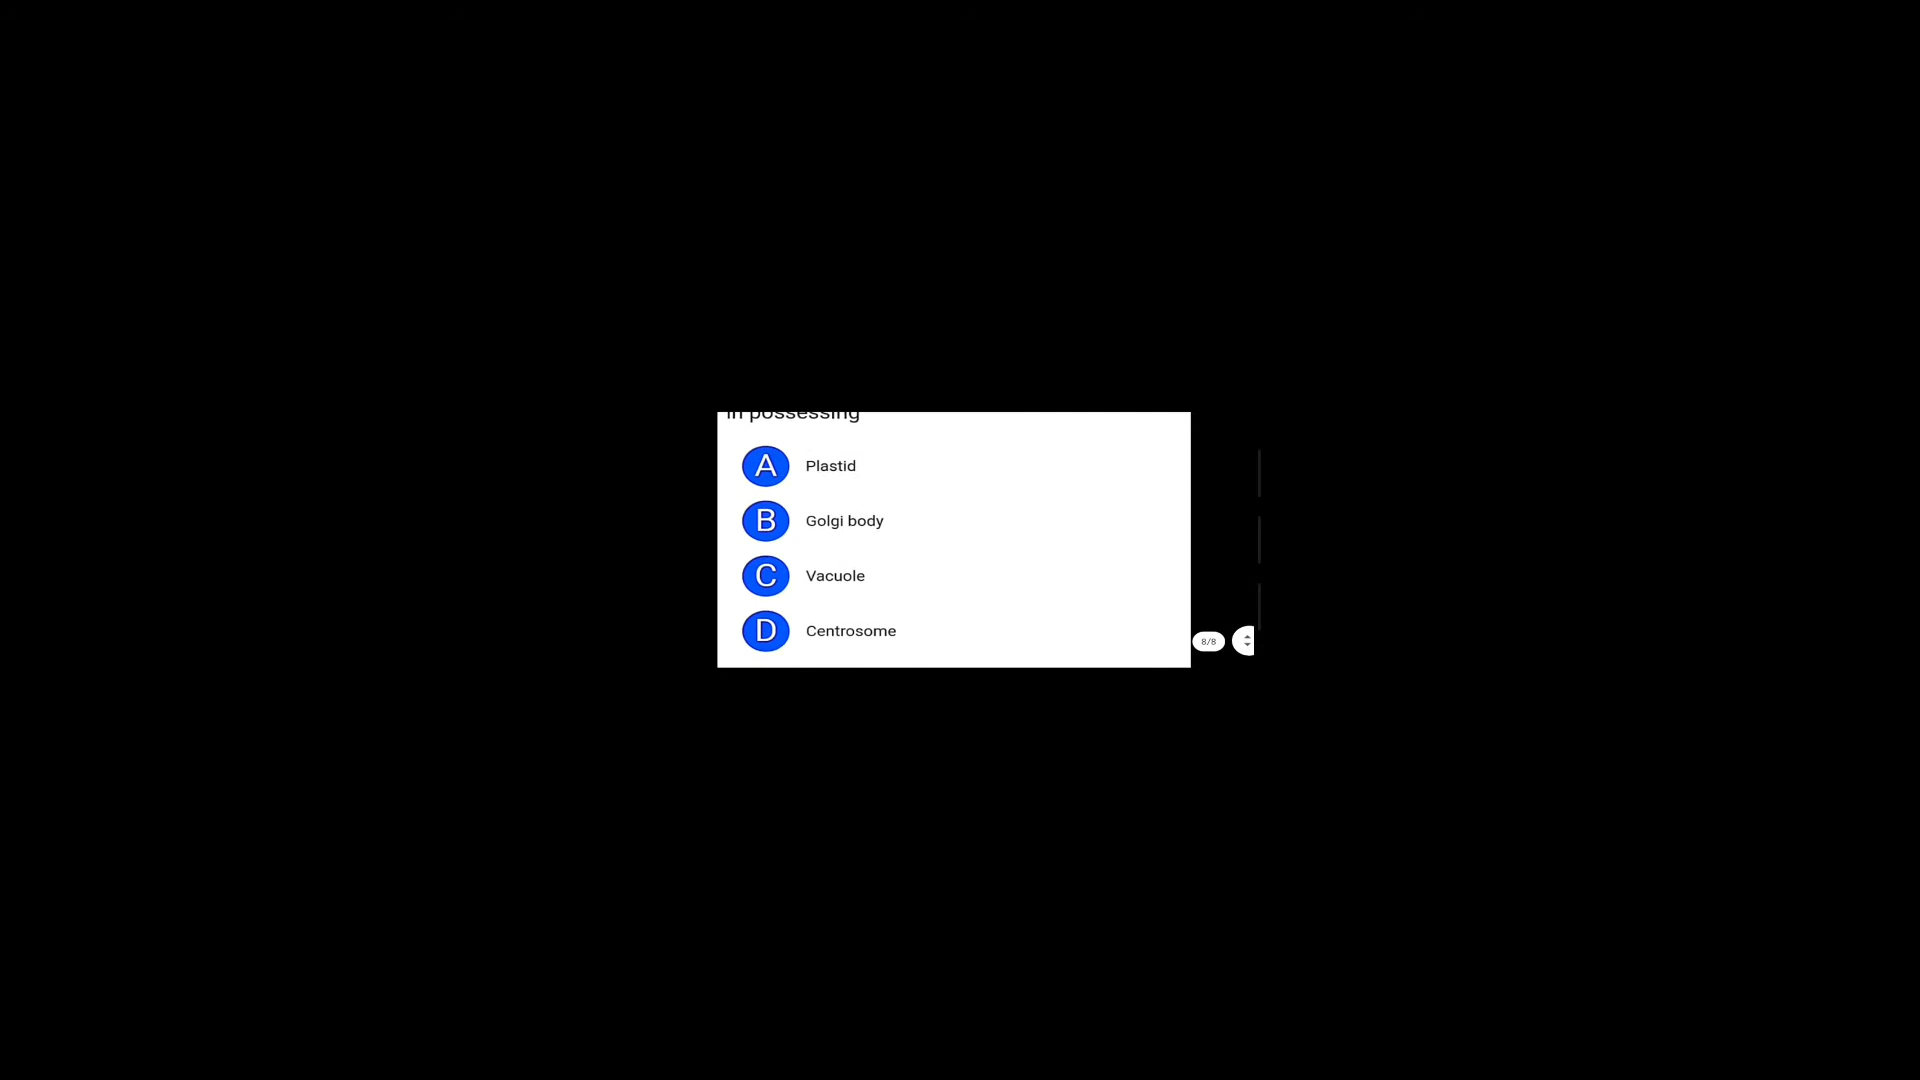 in possessing
A Plastid
B Golgi body
C Vacuole
D Centrosome
8/8